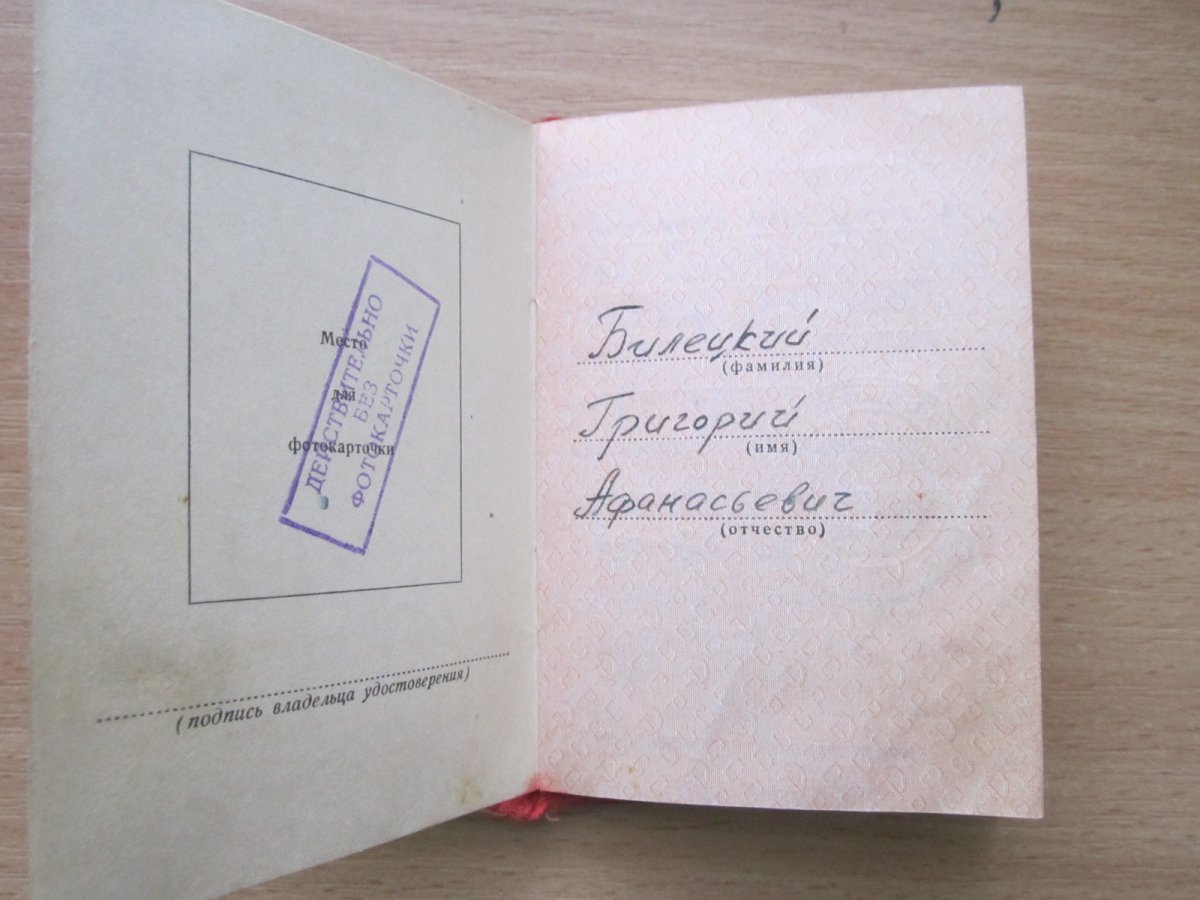 Место
для
фотокарточки
ДЕЙСТВИТЕЛЬНО
БЕЗ
ФОТОКАРТОЧКИ
(подпись владельца удостоверения)
Билецкий
(фамилия)
Григорий
(имя)
Афанасьевич
(отчество)